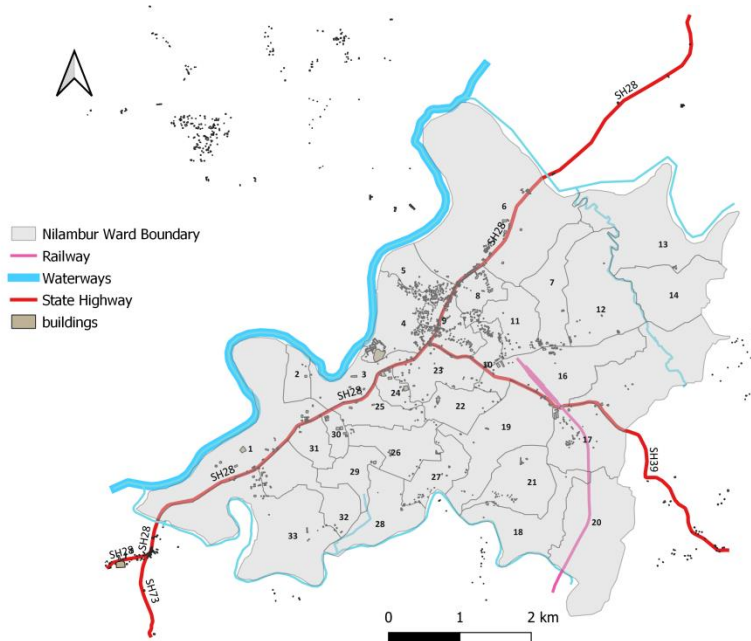 SH28
6
SH28
13
Nilambur Ward Boundary
Railway
Waterways
State Highway
buildings
5
7
14
8
12
4
9
11
2
3
23
10
16
SH28
24
25
22
30
19
17
1
31
26
SH28
SH39
29
27
21
32
28
33
18
20
SH28
SH28
SH73
0 1 2 km